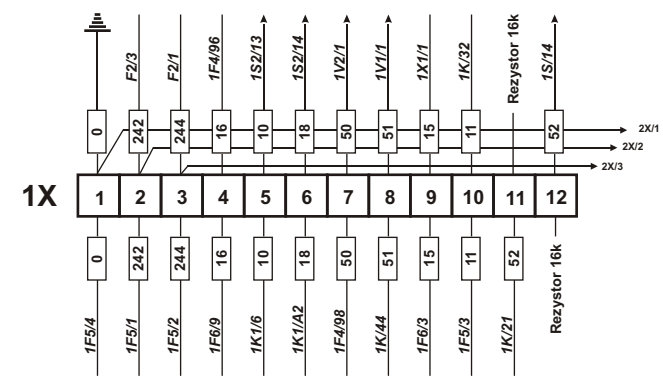 F2/3
F2/1
1F4/96
1S2/13
1S2/14
1V2/1
1V1/1
1X1/1
1K/32
Rezystor 16k
1S/14
0
242
244
16
10
18
50
51
15
11
52
2X/1
2X/2
2X/3
1X
1
2
3
4
5
6
7
8
9
10
11
12
0
242
244
16
10
18
50
51
15
11
52
Rezystor 16k
1F5/4
1F5/1
1F5/2
1F6/9
1K1/6
1K1/A2
1F4/98
1K/44
1F6/3
1F5/3
1K/21